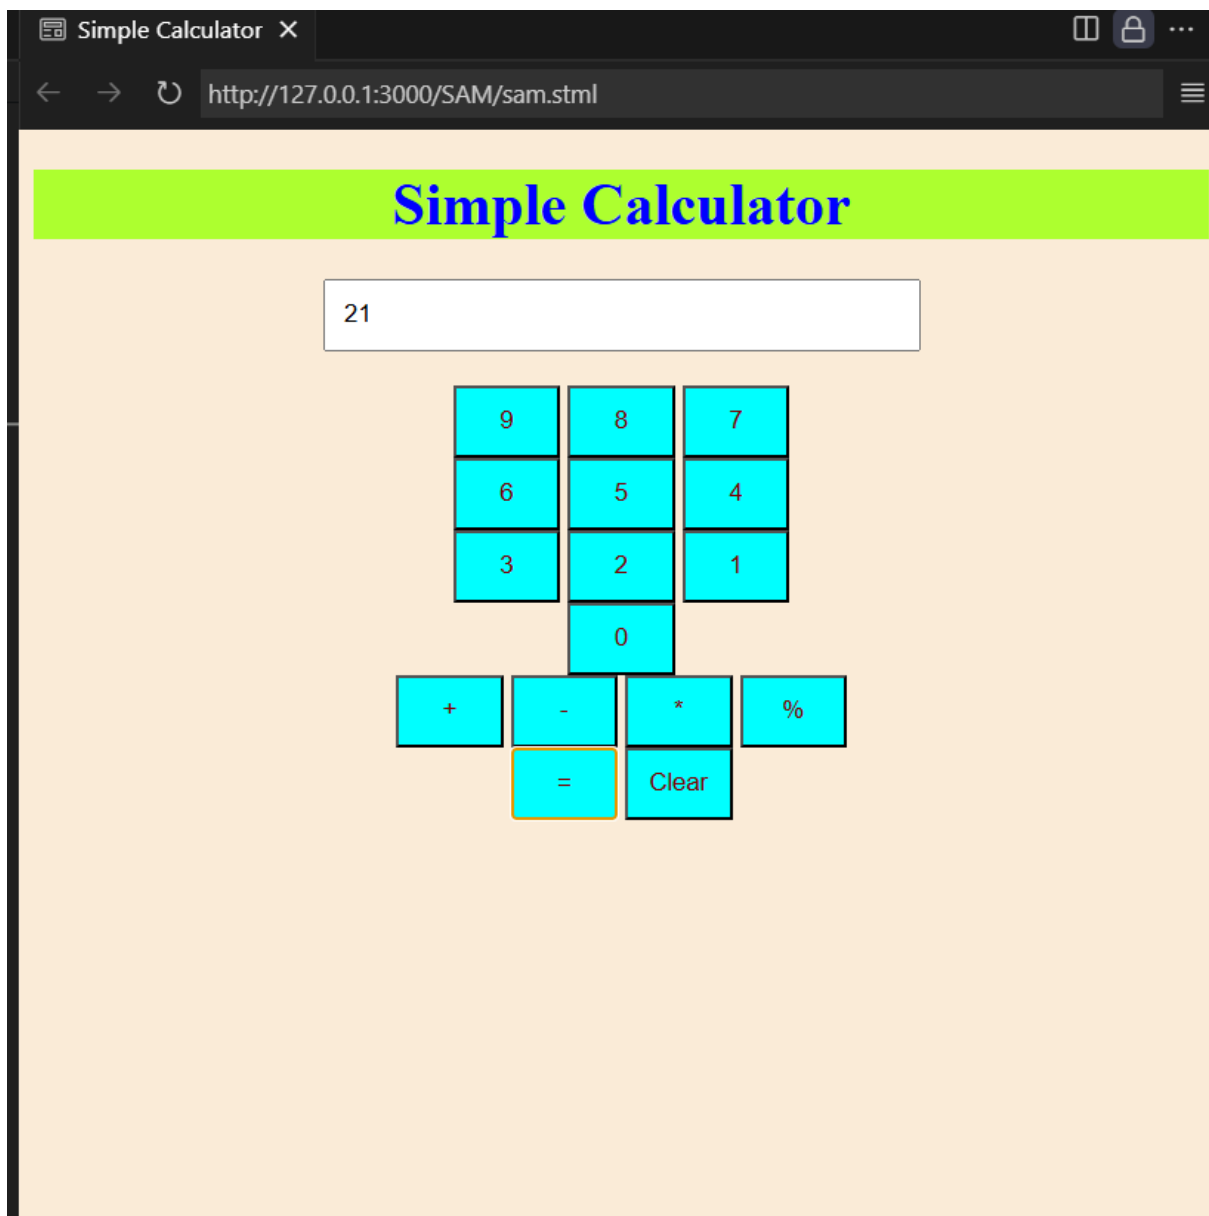 Simple Calculator
http://127.0.0.1:3000/SAM/sam.stml
Simple Calculator
21
9 8 7
6 5 4
3 2 1
0
+ - * %
= Clear